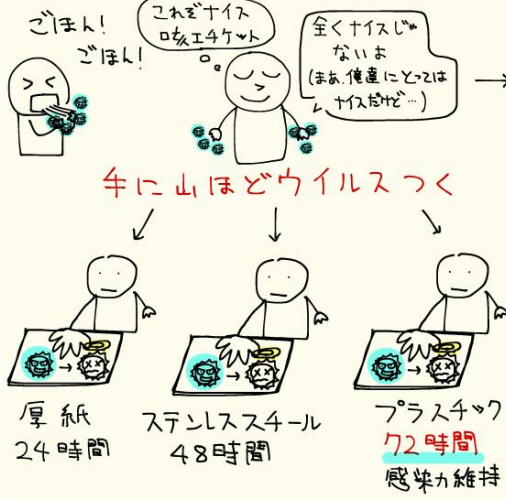 ごほん!
ごほん!
これぞナイス
咳エチケット
全くナイスじゃ
ないよ
(まあ、俺達にとっては
ナイスだけど…)
手に山ほどウイルスつく
厚紙
24時間
ステンレススチール
48時間
プラスチック
72時間
感染力維持